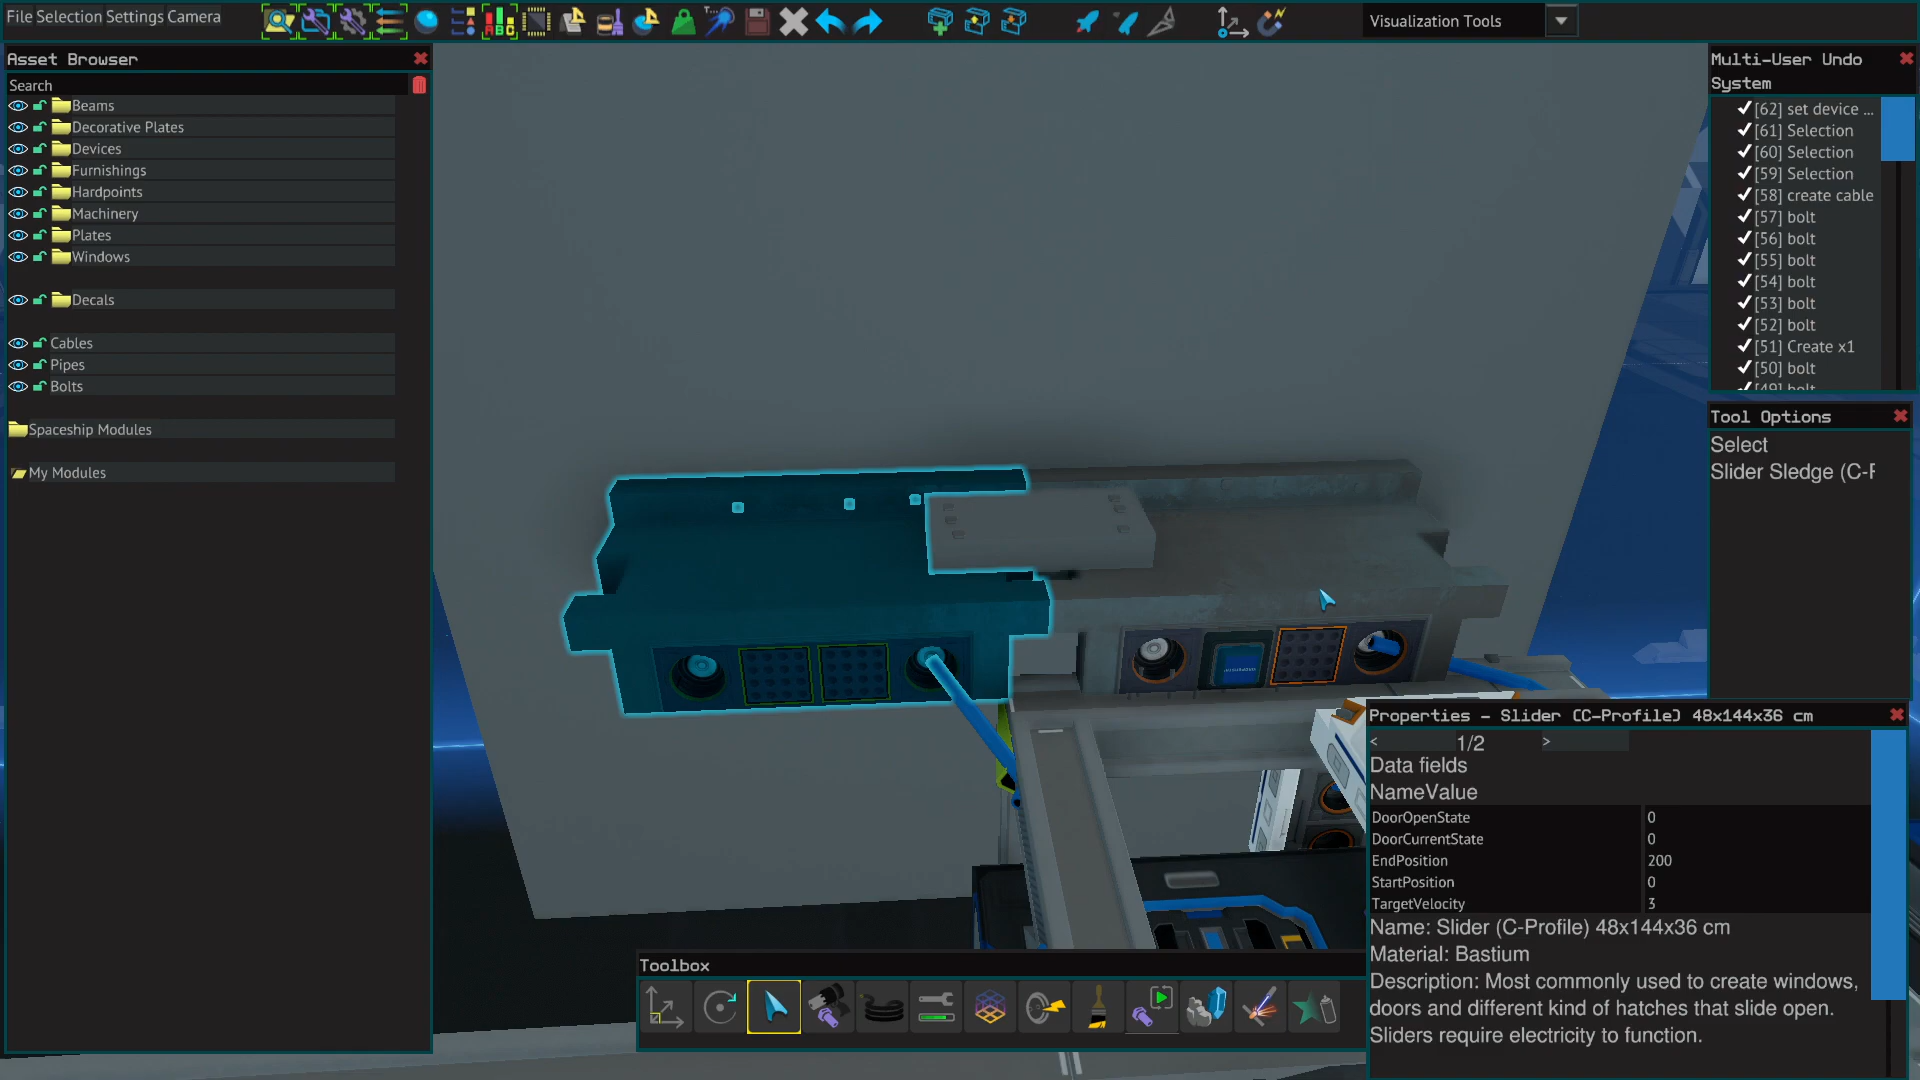 File Selection Settings Camera
ABC
Visualization Tools
Asset Browser
Search
Beams
Decorative Plates
Devices
Furnishings
Hardpoints
Machinery
Plates
Windows
Decals
Cables
Pipes
Bolts
Spaceship Modules
My Modules
Multi-User Undo
System
[62] set device ...
[61] Selection
[60] Selection
[59] Selection
[58] create cable
[57] bolt
[56] bolt
[55] bolt
[54] bolt
[53] bolt
[52] bolt
[51] Create x1
[50] bolt
[49] bolt
Tool Options
Select
Slider Sledge (C-F
Properties - Slider (C-Profile) 48x144x36 cm
< 1/2 >
Data fields
NameValue
DoorOpenState 0
DoorCurrentState 0
EndPosition 200
StartPosition 0
TargetVelocity 3
Name: Slider (C-Profile) 48x144x36 cm
Material: Bastium
Description: Most commonly used to create windows,
doors and different kind of hatches that slide open.
Sliders require electricity to function.
Toolbox